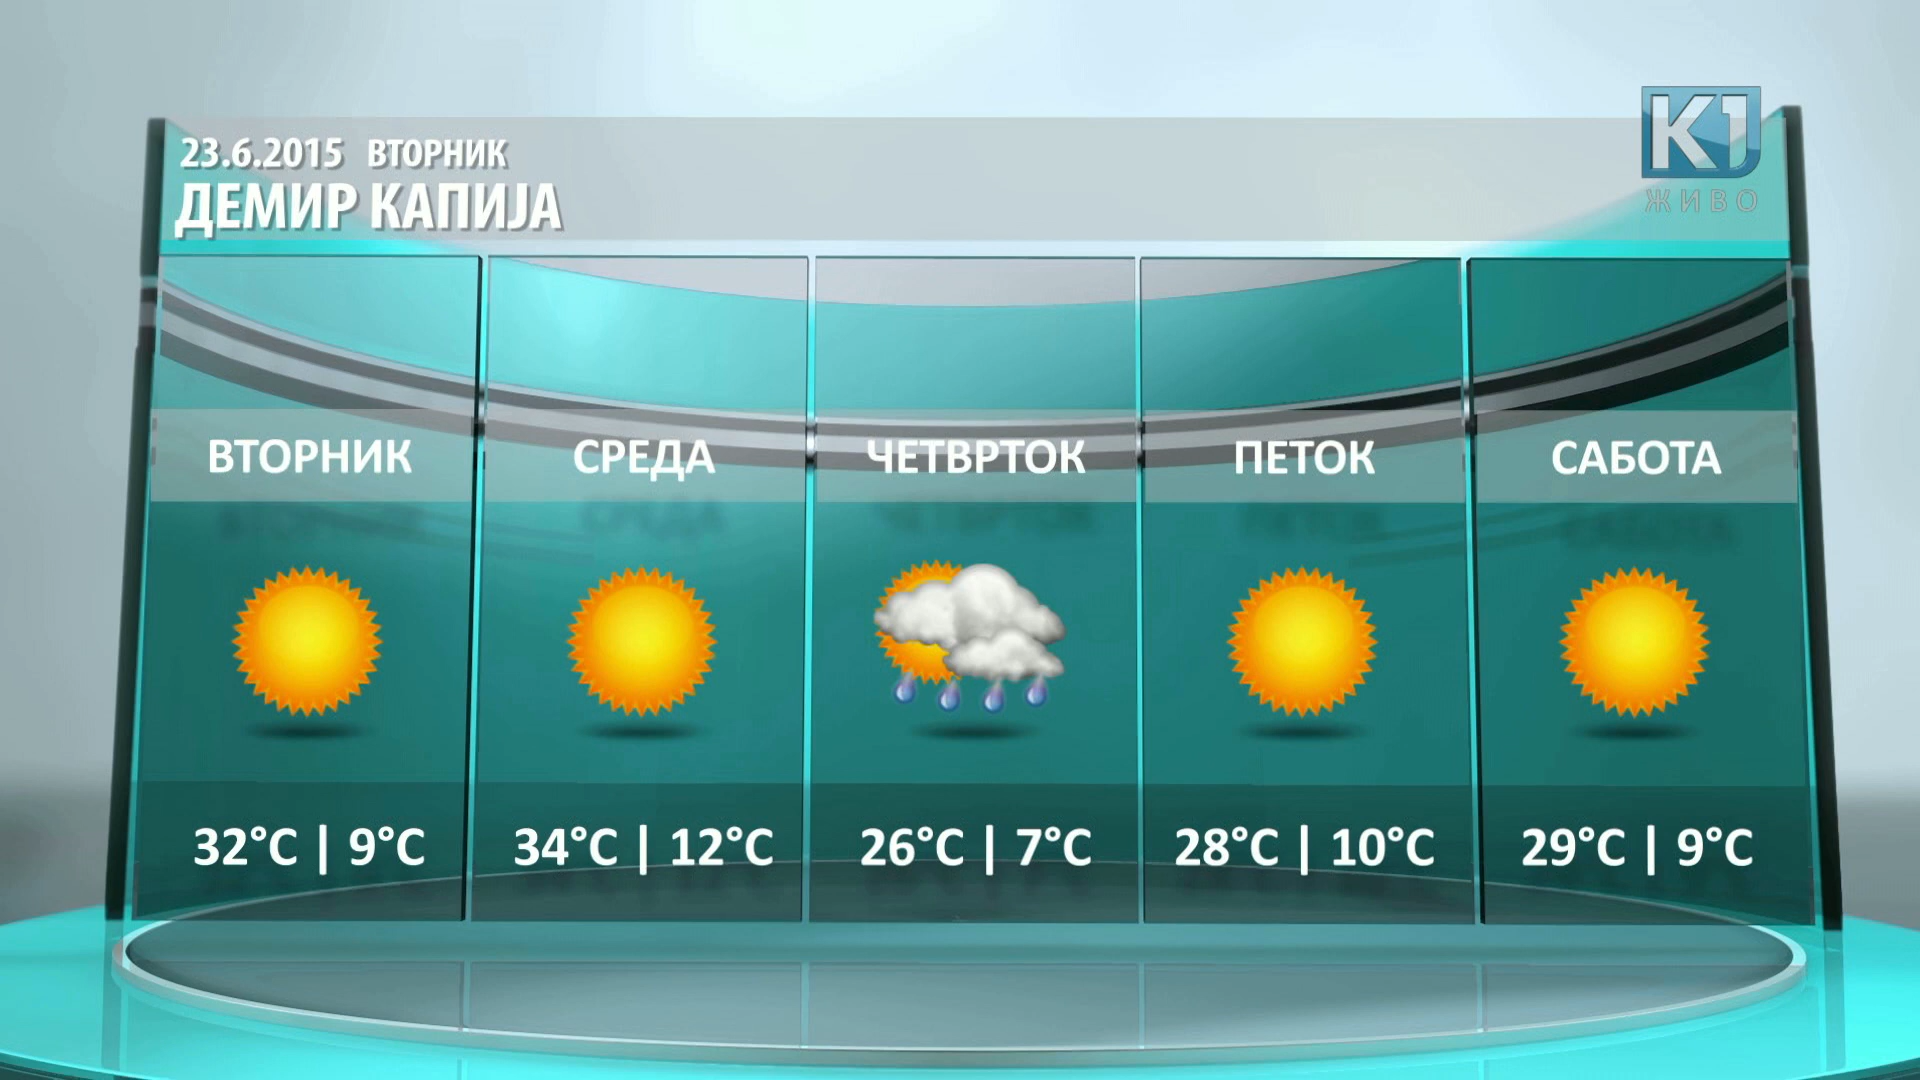 23.6.2015 ВТОРНИК
ДЕМИР КАПИЈА
K1
ЖИВО
ВТОРНИК
СРЕДА
ЧЕТВРТОК
ПЕТОК
САБОТА
32°C | 9°C
34°C | 12°C
26°C | 7°C
28°C | 10°C
29°C | 9°C